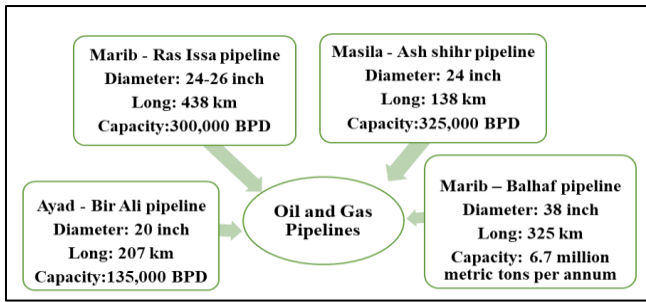 Marib - Ras Issa pipeline
Diameter: 24-26 inch
Long: 438 km
Capacity:300,000 BPD
Masila - Ash shihr pipeline
Diameter: 24 inch
Long: 138 km
Capacity:325,000 BPD
Ayad - Bir Ali pipeline
Diameter: 20 inch
Long: 207 km
Capacity:135,000 BPD
Oil and Gas
Pipelines
Marib – Balhaf pipeline
Diameter: 38 inch
Long: 325 km
Capacity: 6.7 million
metric tons per annum